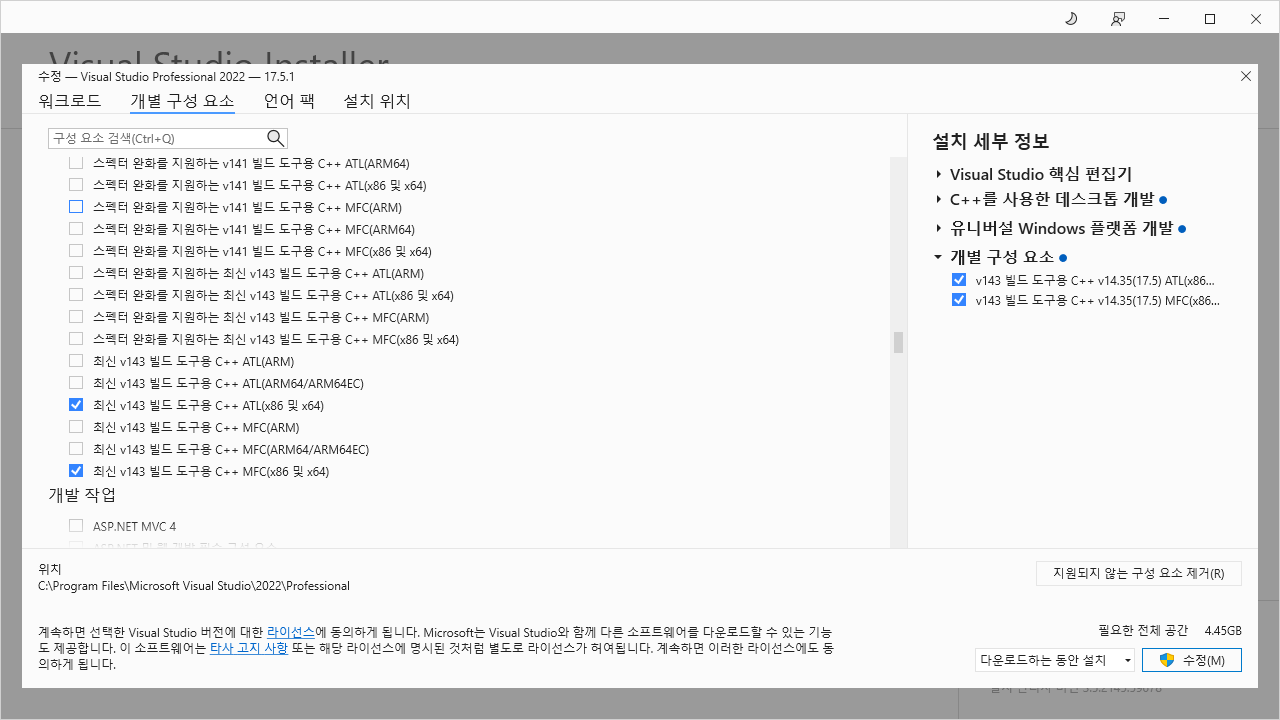 Visual Studio Installer
수정 — Visual Studio Professional 2022 — 17.5.1
워크로드 개별 구성 요소 언어 팩 설치 위치
구성 요소 검색(Ctrl+Q)
스펙터 완화를 지원하는 v141 빌드 도구용 C++ ATL(ARM64)
스펙터 완화를 지원하는 v141 빌드 도구용 C++ ATL(x86 및 x64)
스펙터 완화를 지원하는 v141 빌드 도구용 C++ MFC(ARM)
스펙터 완화를 지원하는 v141 빌드 도구용 C++ MFC(ARM64)
스펙터 완화를 지원하는 v141 빌드 도구용 C++ MFC(x86 및 x64)
스펙터 완화를 지원하는 최신 v143 빌드 도구용 C++ ATL(ARM)
스펙터 완화를 지원하는 최신 v143 빌드 도구용 C++ ATL(x86 및 x64)
스펙터 완화를 지원하는 최신 v143 빌드 도구용 C++ MFC(ARM)
스펙터 완화를 지원하는 최신 v143 빌드 도구용 C++ MFC(x86 및 x64)
최신 v143 빌드 도구용 C++ ATL(ARM)
최신 v143 빌드 도구용 C++ ATL(ARM64/ARM64EC)
최신 v143 빌드 도구용 C++ ATL(x86 및 x64)
최신 v143 빌드 도구용 C++ MFC(ARM)
최신 v143 빌드 도구용 C++ MFC(ARM64/ARM64EC)
최신 v143 빌드 도구용 C++ MFC(x86 및 x64)
개발 작업
ASP.NET MVC 4
ASP.NET 및 웹 개발 필수 구성 요소
설치 세부 정보
Visual Studio 핵심 편집기
C++를 사용한 데스크톱 개발
유니버설 Windows 플랫폼 개발
개별 구성 요소
v143 빌드 도구용 C++ v14.35(17.5) ATL(x86...
v143 빌드 도구용 C++ v14.35(17.5) MFC(x86...
위치
C:\Program Files\Microsoft Visual Studio\2022\Professional
지원되지 않는 구성 요소 제거(R)
계속하면 선택한 Visual Studio 버전에 대한 라이선스에 동의하게 됩니다. Microsoft는 Visual Studio와 함께 다른 소프트웨어를 다운로드할 수 있는 기능
도 제공합니다. 이 소프트웨어는 타사 고지 사항 또는 해당 라이선스에 명시된 것처럼 별도로 라이선스가 허여됩니다. 계속하면 이러한 라이선스에도 동
의하게 됩니다.
필요한 전체 공간 4.45GB
다운로드하는 동안 설치 수정(M)